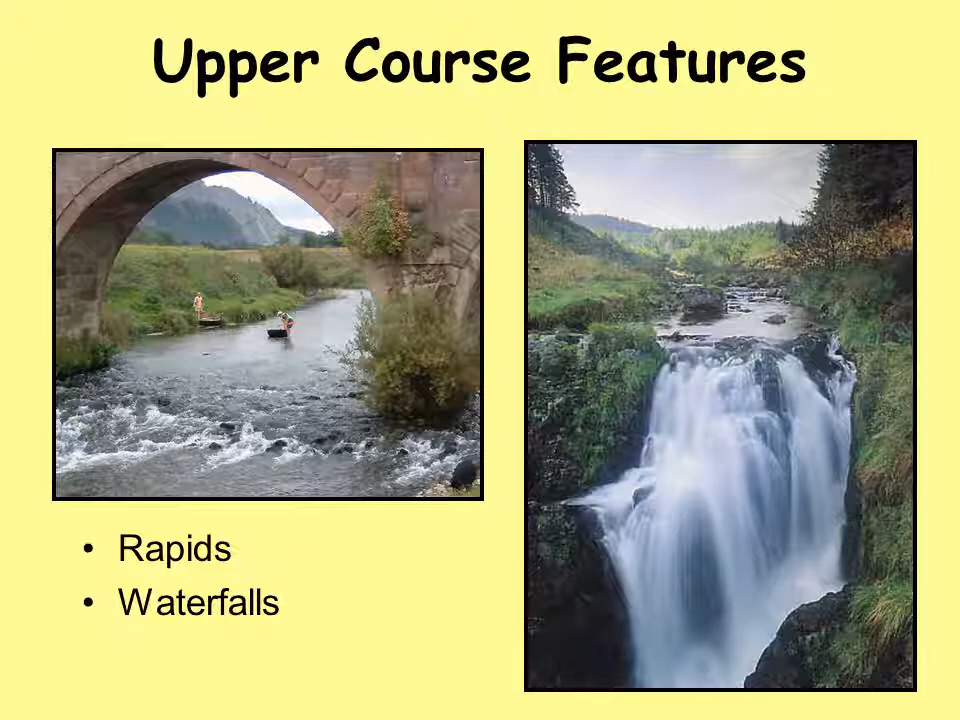 Upper Course Features
• Rapids
• Waterfalls